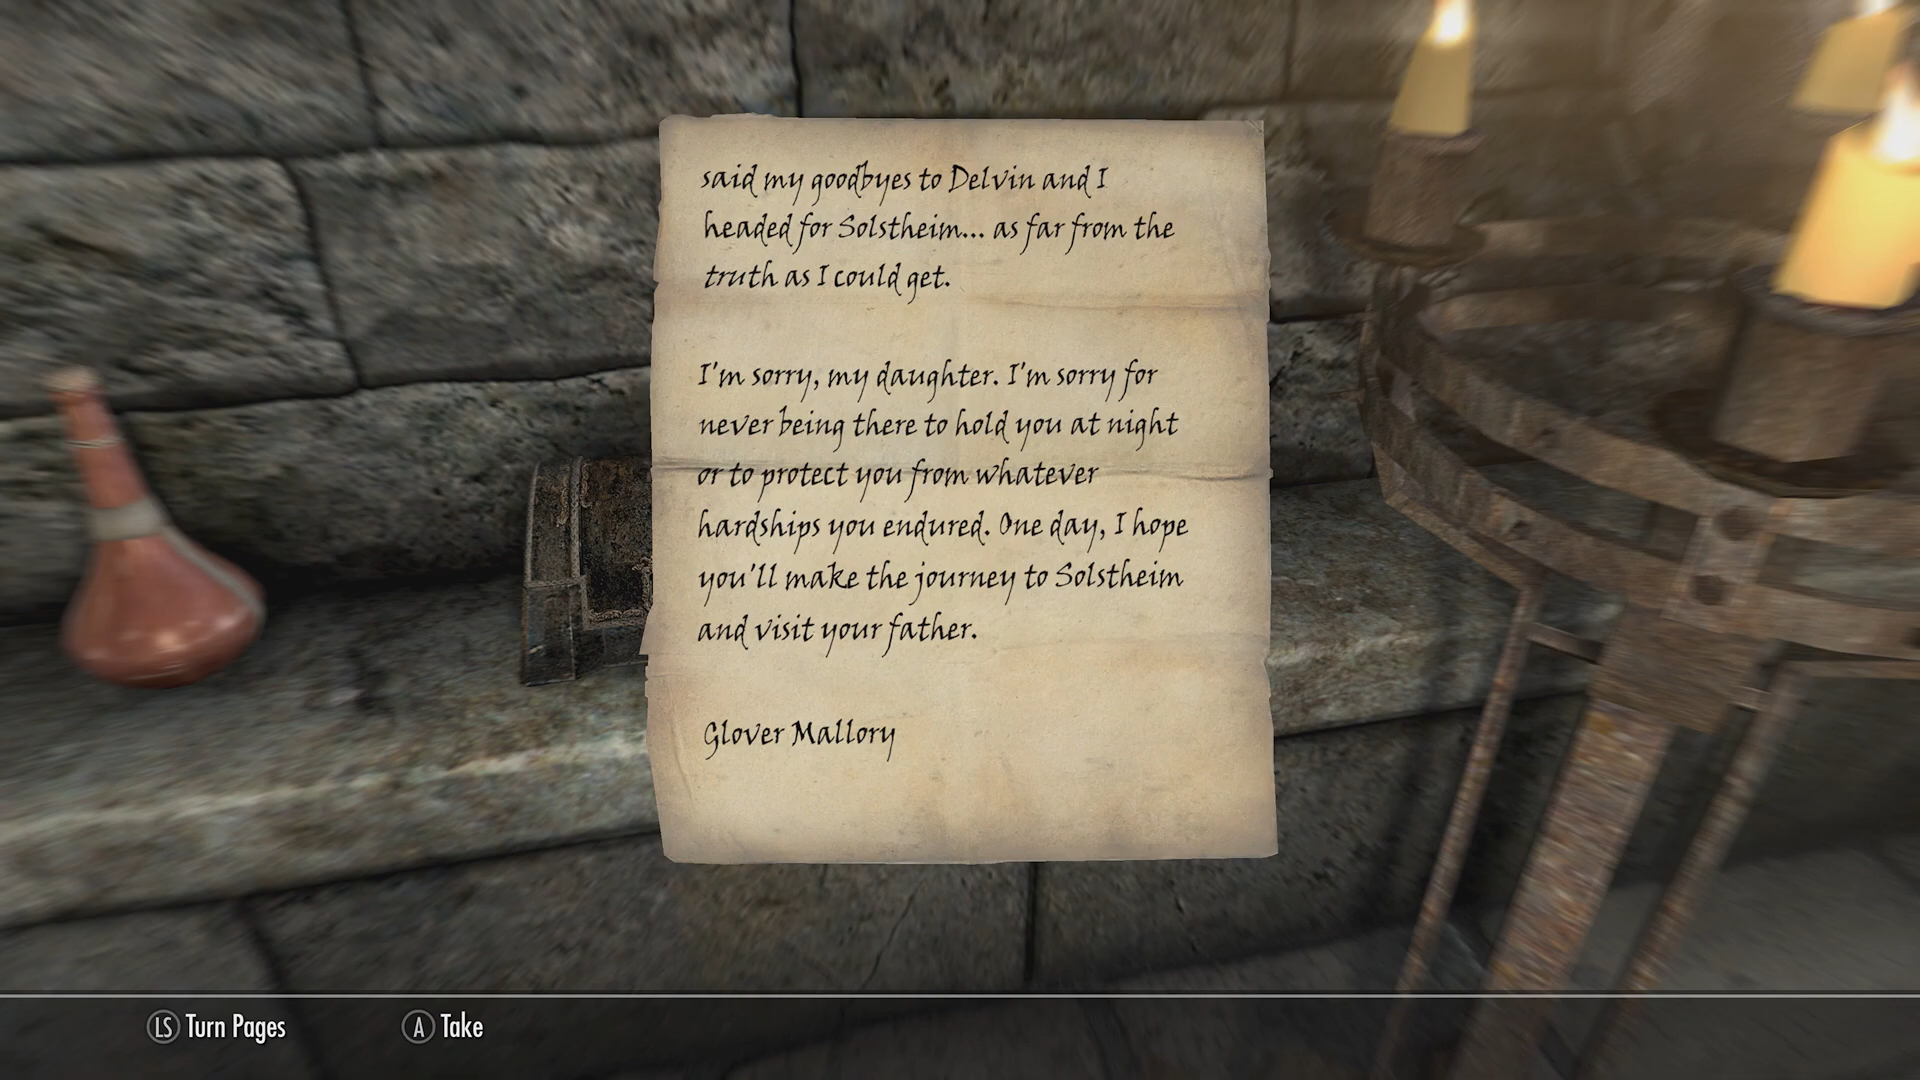 said my goodbyes to Delvin and I
headed for Solstheim... as far from the
truth as I could get.
I'm sorry, my daughter. I'm sorry for
never being there to hold you at night
or to protect you from whatever
hardships you endured. One day, I hope
you'll make the journey to Solstheim
and visit your father.
Glover Mallory
LS Turn Pages A Take